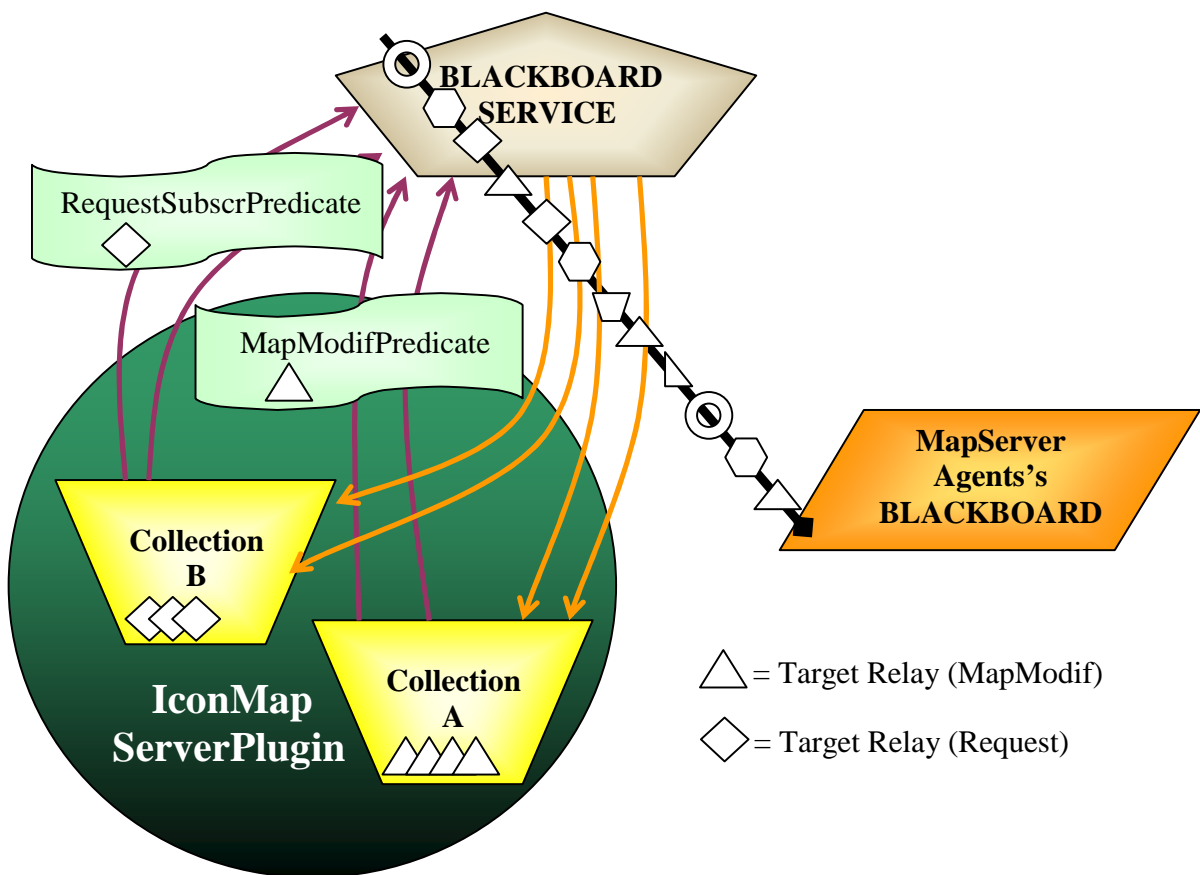 BLACKBOARD
SERVICE
RequestSubscrPredicate
MapModifPredicate
MapServer
Agents's
BLACKBOARD
Collection
B
Collection
A
IconMap
ServerPlugin
= Target Relay (MapModif)
= Target Relay (Request)